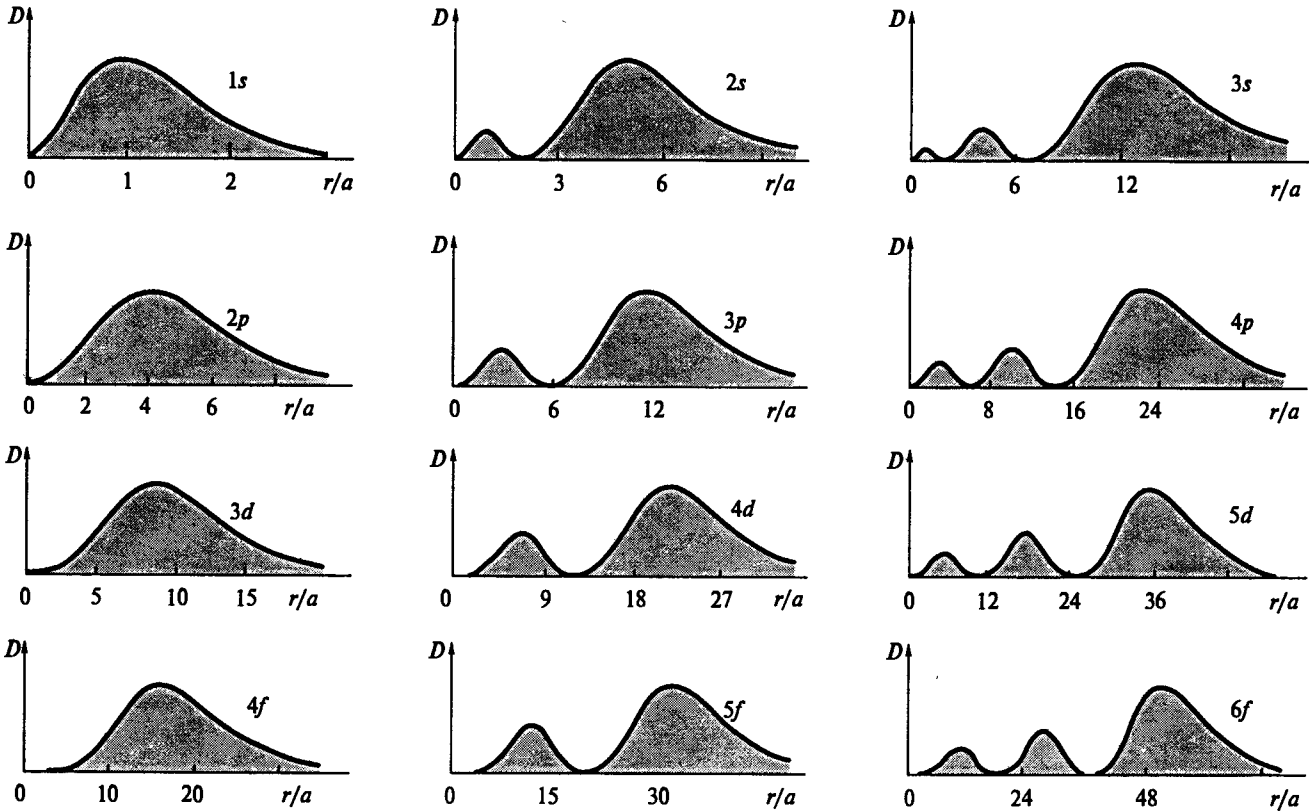 D 1s
0 1 2 r/a
D 2s
0 3 6 r/a
D 3s
0 6 12 r/a
D 2p
0 2 4 6 r/a
D 3p
0 6 12 r/a
D 4p
0 8 16 24 r/a
D 3d
0 5 10 15 r/a
D 4d
0 9 18 27 r/a
D 5d
0 12 24 36 r/a
D 4f
0 10 20 r/a
D 5f
0 15 30 r/a
D 6f
0 24 48 r/a